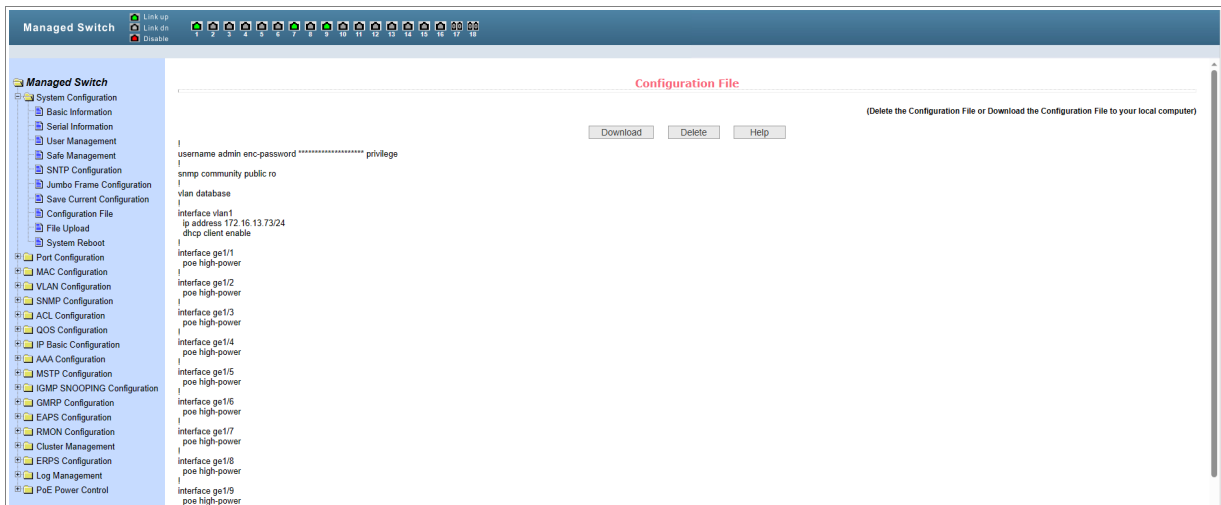 Managed Switch
Link up
Link dn
Disable
1 2 3 4 5 6 7 8 9 10 11 12 13 14 15 16 17 18
Managed Switch
System Configuration
Basic Information
Serial Information
User Management
Safe Management
SNTP Configuration
Jumbo Frame Configuration
Save Current Configuration
Configuration File
File Upload
System Reboot
Port Configuration
MAC Configuration
VLAN Configuration
SNMP Configuration
ACL Configuration
QOS Configuration
IP Basic Configuration
AAA Configuration
MSTP Configuration
IGMP SNOOPING Configuration
GMRP Configuration
EAPS Configuration
RMON Configuration
Cluster Management
ERPS Configuration
Log Management
PoE Power Control
Configuration File
(Delete the Configuration File or Download the Configuration File to your local computer)
Download Delete Help
!
username admin enc-password ******************** privilege
!
snmp community public ro
!
vlan database
!
interface vlan1
ip address 172.16.13.73/24
dhcp client enable
!
interface ge1/1
poe high-power
!
interface ge1/2
poe high-power
!
interface ge1/3
poe high-power
!
interface ge1/4
poe high-power
!
interface ge1/5
poe high-power
!
interface ge1/6
poe high-power
!
interface ge1/7
poe high-power
!
interface ge1/8
poe high-power
!
interface ge1/9
poe high-power